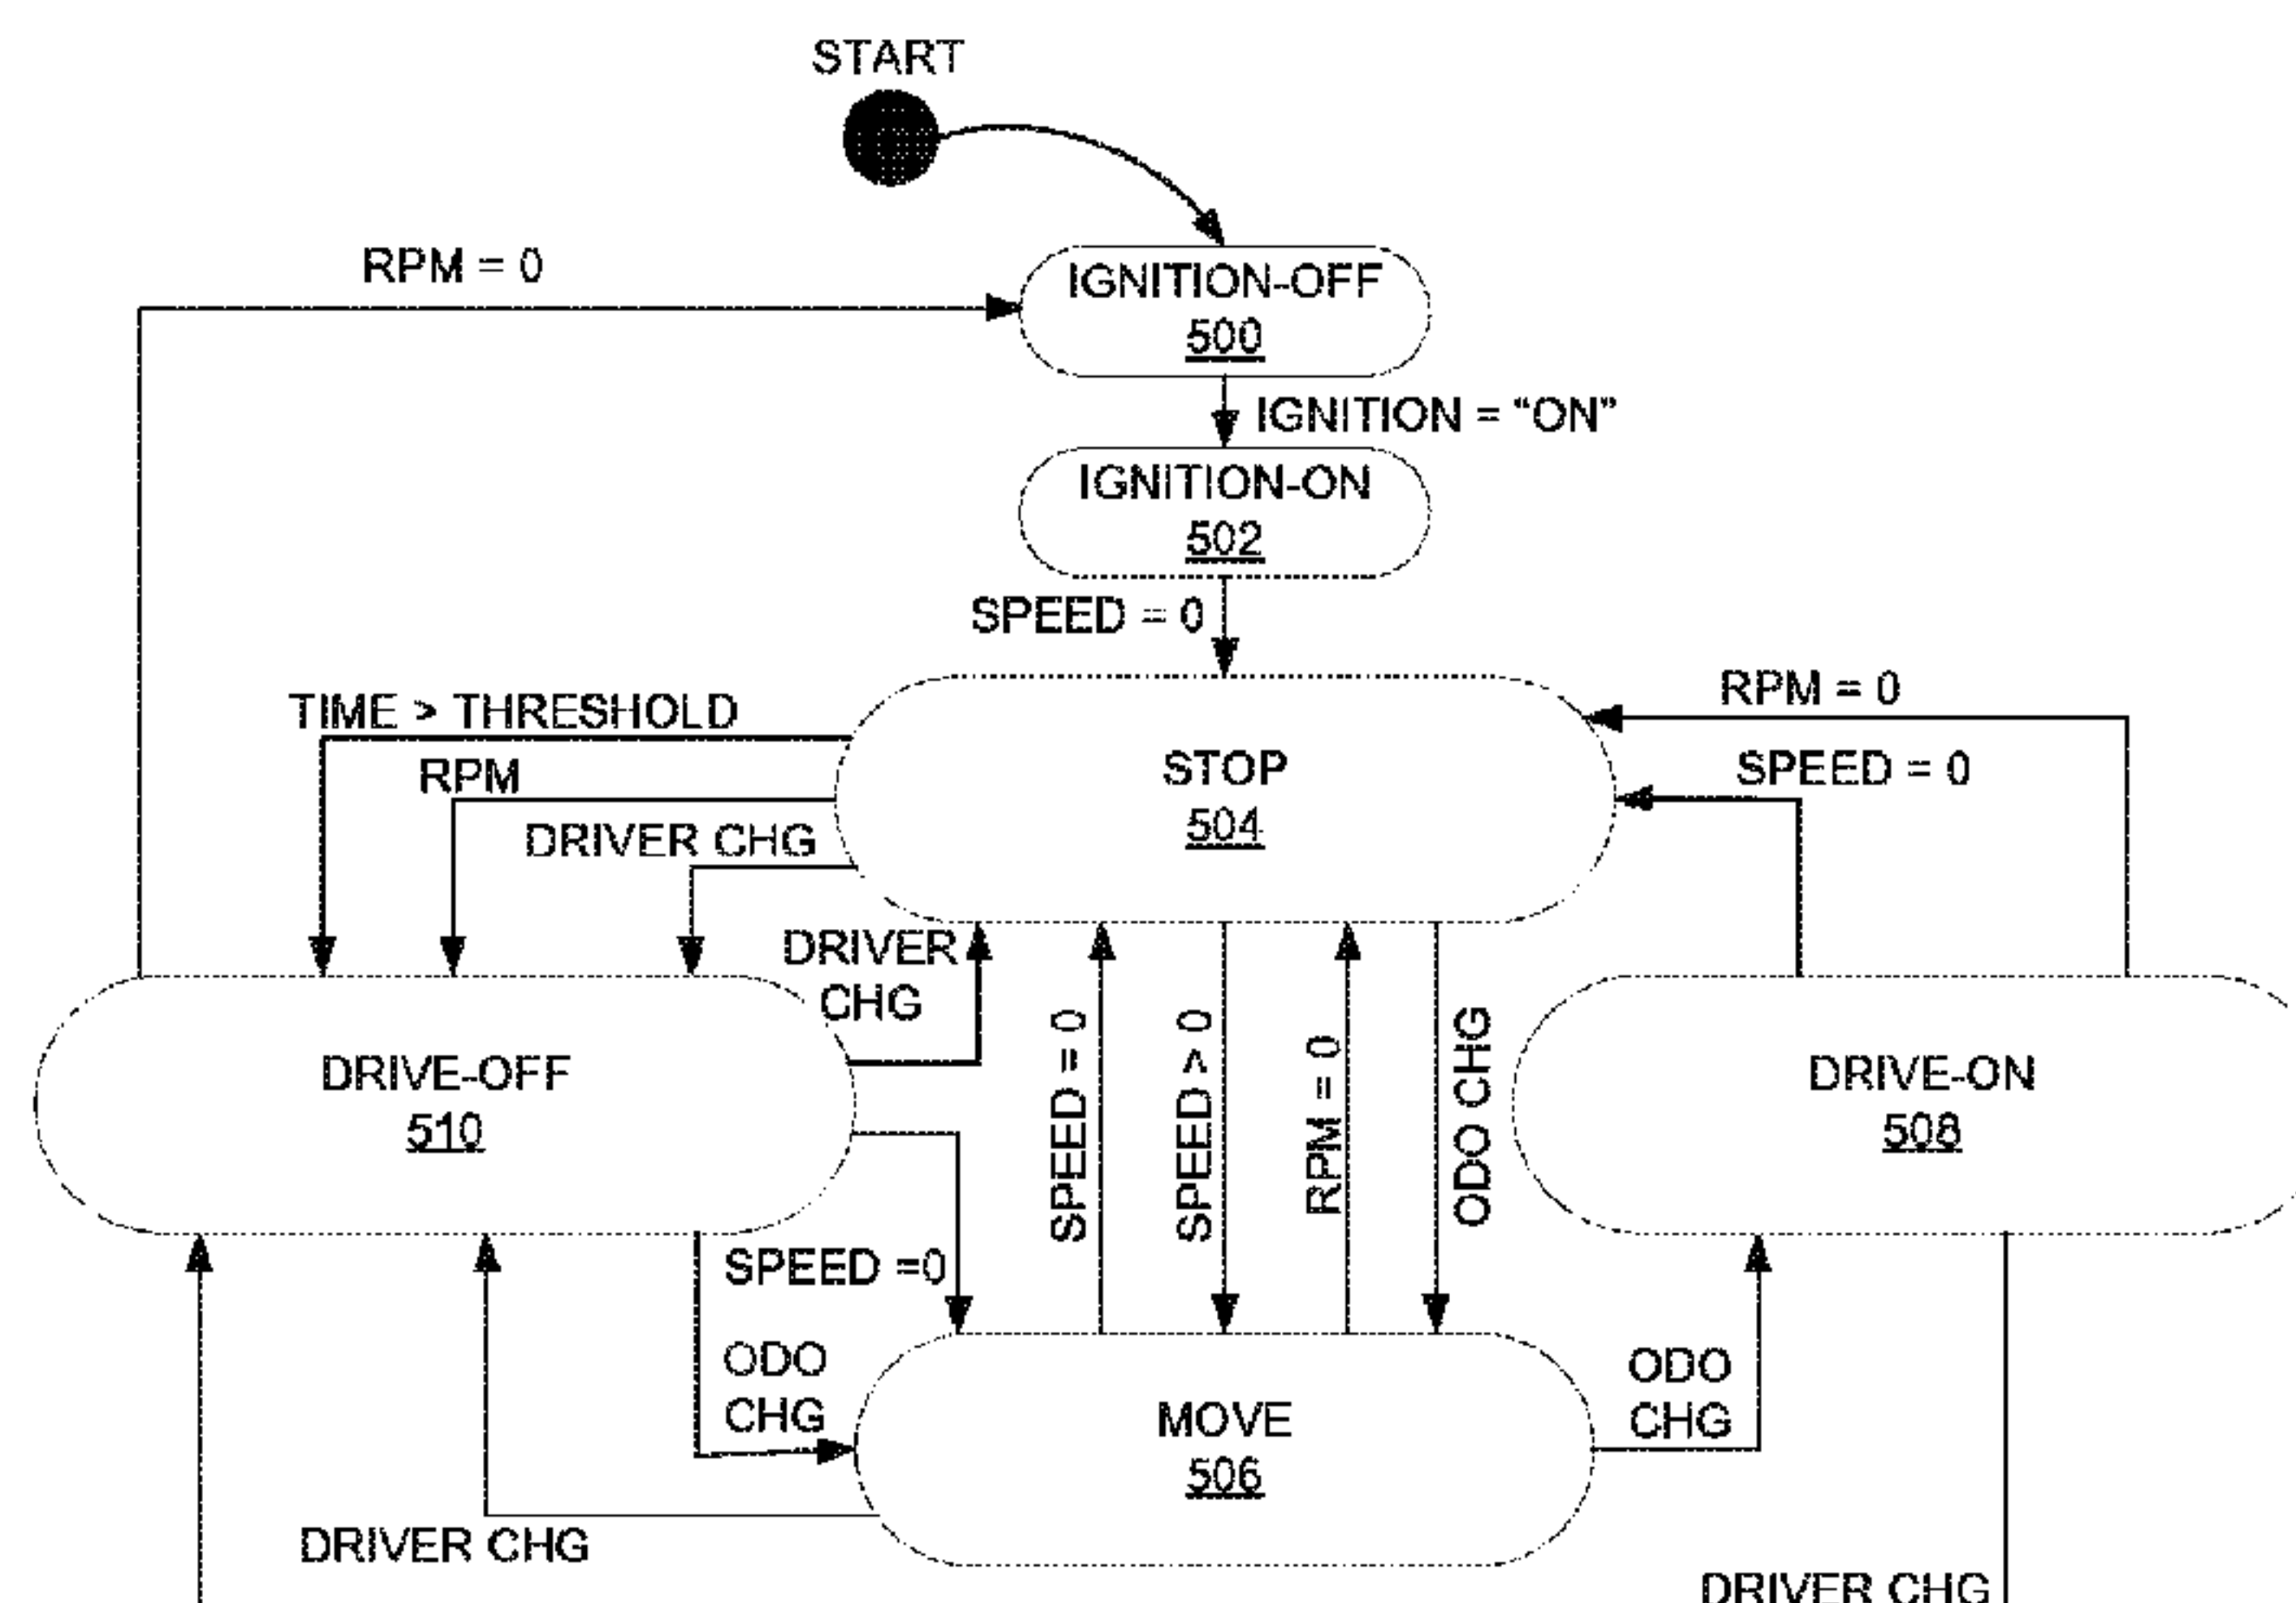 START
RPM = 0
IGNITION-OFF
500
IGNITION = “ON”
IGNITION-ON
502
SPEED = 0
TIME > THRESHOLD
RPM
DRIVER CHG
STOP
504
RPM = 0
SPEED = 0
DRIVER
CHG
DRIVE-OFF
510
SPEED = 0
SPEED > 0
RPM = 0
ODO CHG
DRIVE-ON
508
SPEED =0
ODO
CHG
MOVE
506
ODO
CHG
DRIVER CHG
DRIVER CHG